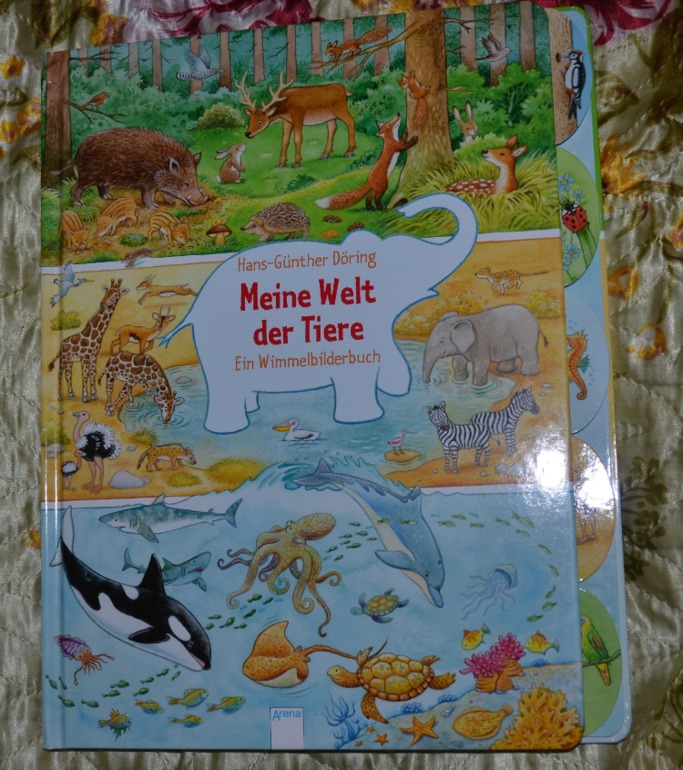 Hans-Günther Döring
Meine Welt
der Tiere
Ein Wimmelbilderbuch
Arena